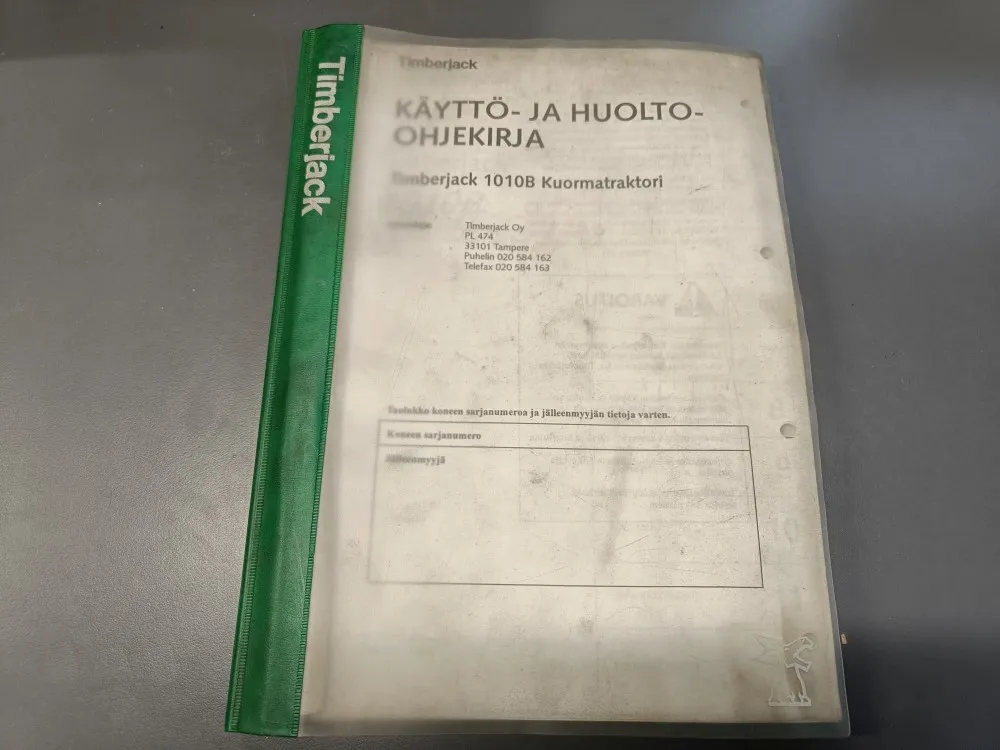 Timberjack
Timberjack
KÄYTTÖ- JA HUOLTO-
OHJEKIRJA
Timberjack 1010B Kuormatraktori
Timberjack Oy
PL 474
33101 Tampere
Puhelin 020 584 162
Telefax 020 584 163
VAROITUS
Taulukko koneen sarjanumeroa ja jälleenmyyjän tietoja varten.
Koneen sarjanumero
Jälleenmyyjä